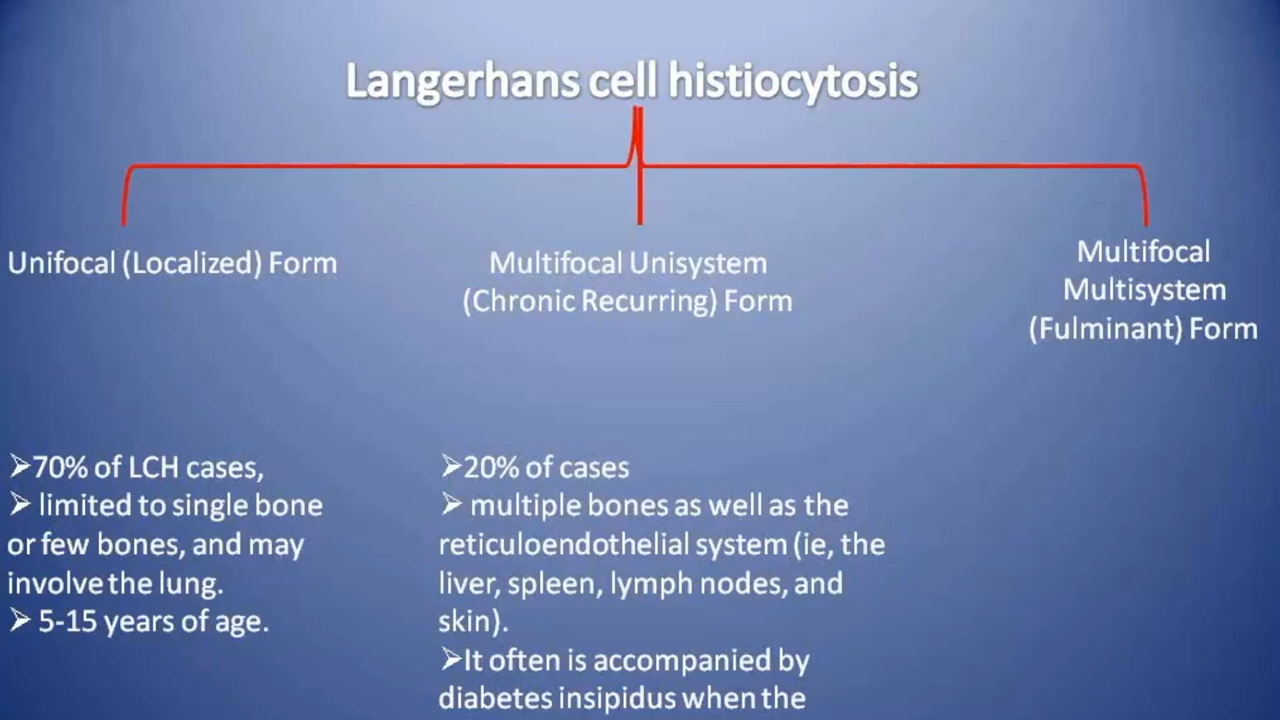 Langerhans cell histiocytosis
Unifocal (Localized) Form
Multifocal Unisystem
(Chronic Recurring) Form
Multifocal
Multisystem
(Fulminant) Form
➢70% of LCH cases,
➢ limited to single bone
or few bones, and may
involve the lung.
➢ 5-15 years of age.
➢20% of cases
➢ multiple bones as well as the
reticuloendothelial system (ie, the
liver, spleen, lymph nodes, and
skin).
➢It often is accompanied by
diabetes insipidus when the